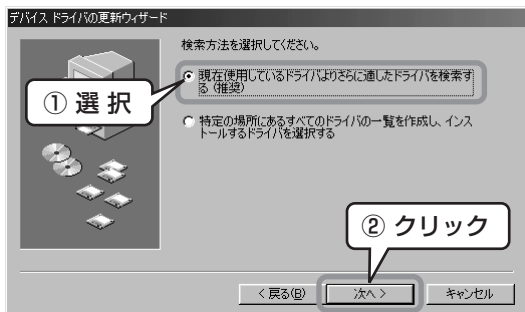 デバイス ドライバの更新ウィザード
検索方法を選択してください。
現在使用しているドライバよりさらに適したドライバを検索す
る(推奨)
① 選 択
特定の場所にあるすべてのドライバの一覧を作成し、インス
トールするドライバを選択する
② クリック
< 戻る(B)
次へ >
キャンセル